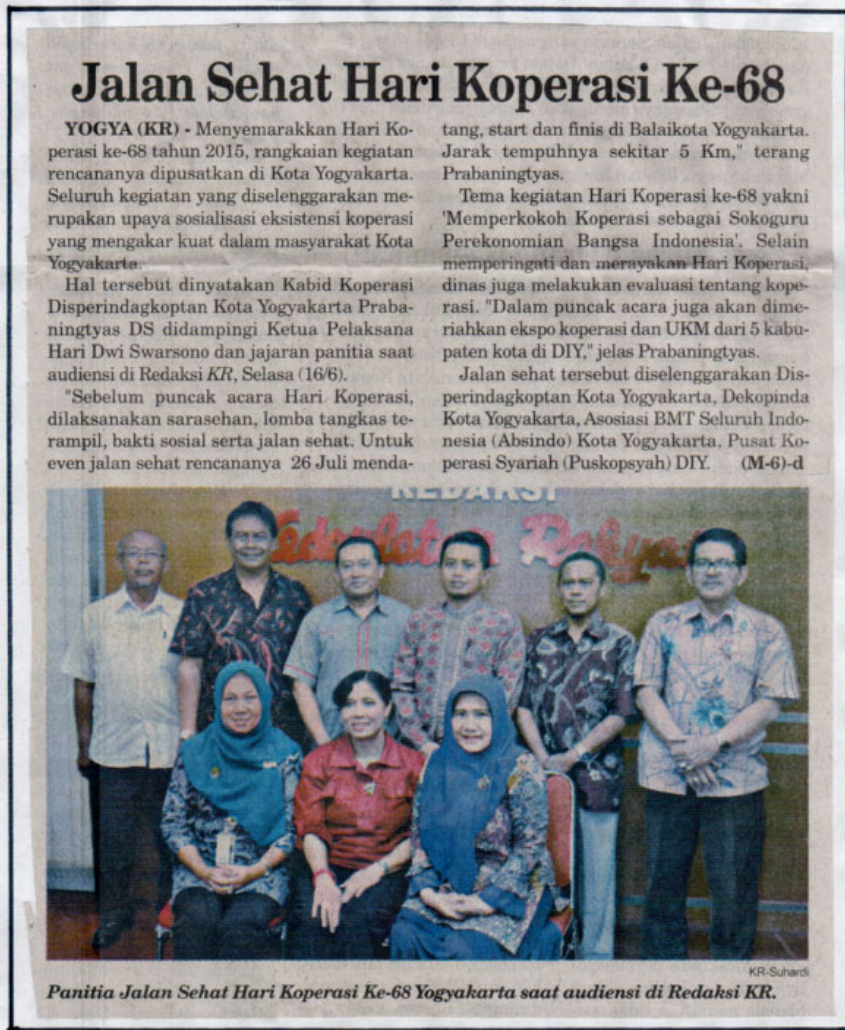 Jalan Sehat Hari Koperasi Ke-68
YOGYA (KR) - Menyemarakkan Hari Ko-
perasi ke-68 tahun 2015, rangkaian kegiatan
rencananya dipusatkan di Kota Yogyakarta.
Seluruh kegiatan yang diselenggarakan me-
rupakan upaya sosialisasi eksistensi koperasi
yang mengakar kuat dalam masyarakat Kota
Yogyakarta.
Hal tersebut dinyatakan Kabid Koperasi
Disperindagkoptan Kota Yogyakarta Praba-
ningtyas DS didampingi Ketua Pelaksana
Hari Dwi Swarsono dan jajaran panitia saat
audiensi di Redaksi KR, Selasa (16/6).
"Sebelum puncak acara Hari Koperasi,
dilaksanakan sarasehan, lomba tangkas te-
rampil, bakti sosial serta jalan sehat. Untuk
even jalan sehat rencananya 26 Juli menda-
tang, start dan finis di Balaikota Yogyakarta.
Jarak tempuhnya sekitar 5 Km," terang
Prabaningtyas.
Tema kegiatan Hari Koperasi ke-68 yakni
'Memperkokoh Koperasi sebagai Sokoguru
Perekonomian Bangsa Indonesia'. Selain
memperingati dan merayakan Hari Koperasi,
dinas juga melakukan evaluasi tentang kope-
rasi. "Dalam puncak acara juga akan dime-
riahkan ekspo koperasi dan UKM dari 5 kabu-
paten kota di DIY," jelas Prabaningtyas.
Jalan sehat tersebut diselenggarakan Dis-
perindagkoptan Kota Yogyakarta, Dekopinda
Kota Yogyakarta, Asosiasi BMT Seluruh Indo-
nesia (Absindo) Kota Yogyakarta, Pusat Ko-
perasi Syariah (Puskopsyah) DIY. (M-6)-d
REDAKSI
Kedaulatan Rakyat
KR-Suhardi
Panitia Jalan Sehat Hari Koperasi Ke-68 Yogyakarta saat audiensi di Redaksi KR.